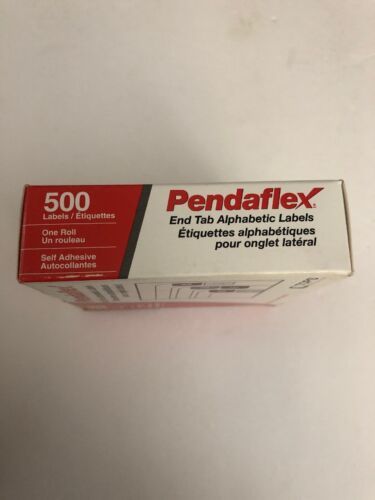 500
Labels / Étiquettes
One Roll
Un rouleau
Self Adhesive
Autocollantes
Pendaflex®
End Tab Alphabetic Labels
Étiquettes alphabétiques
pour onglet latéral